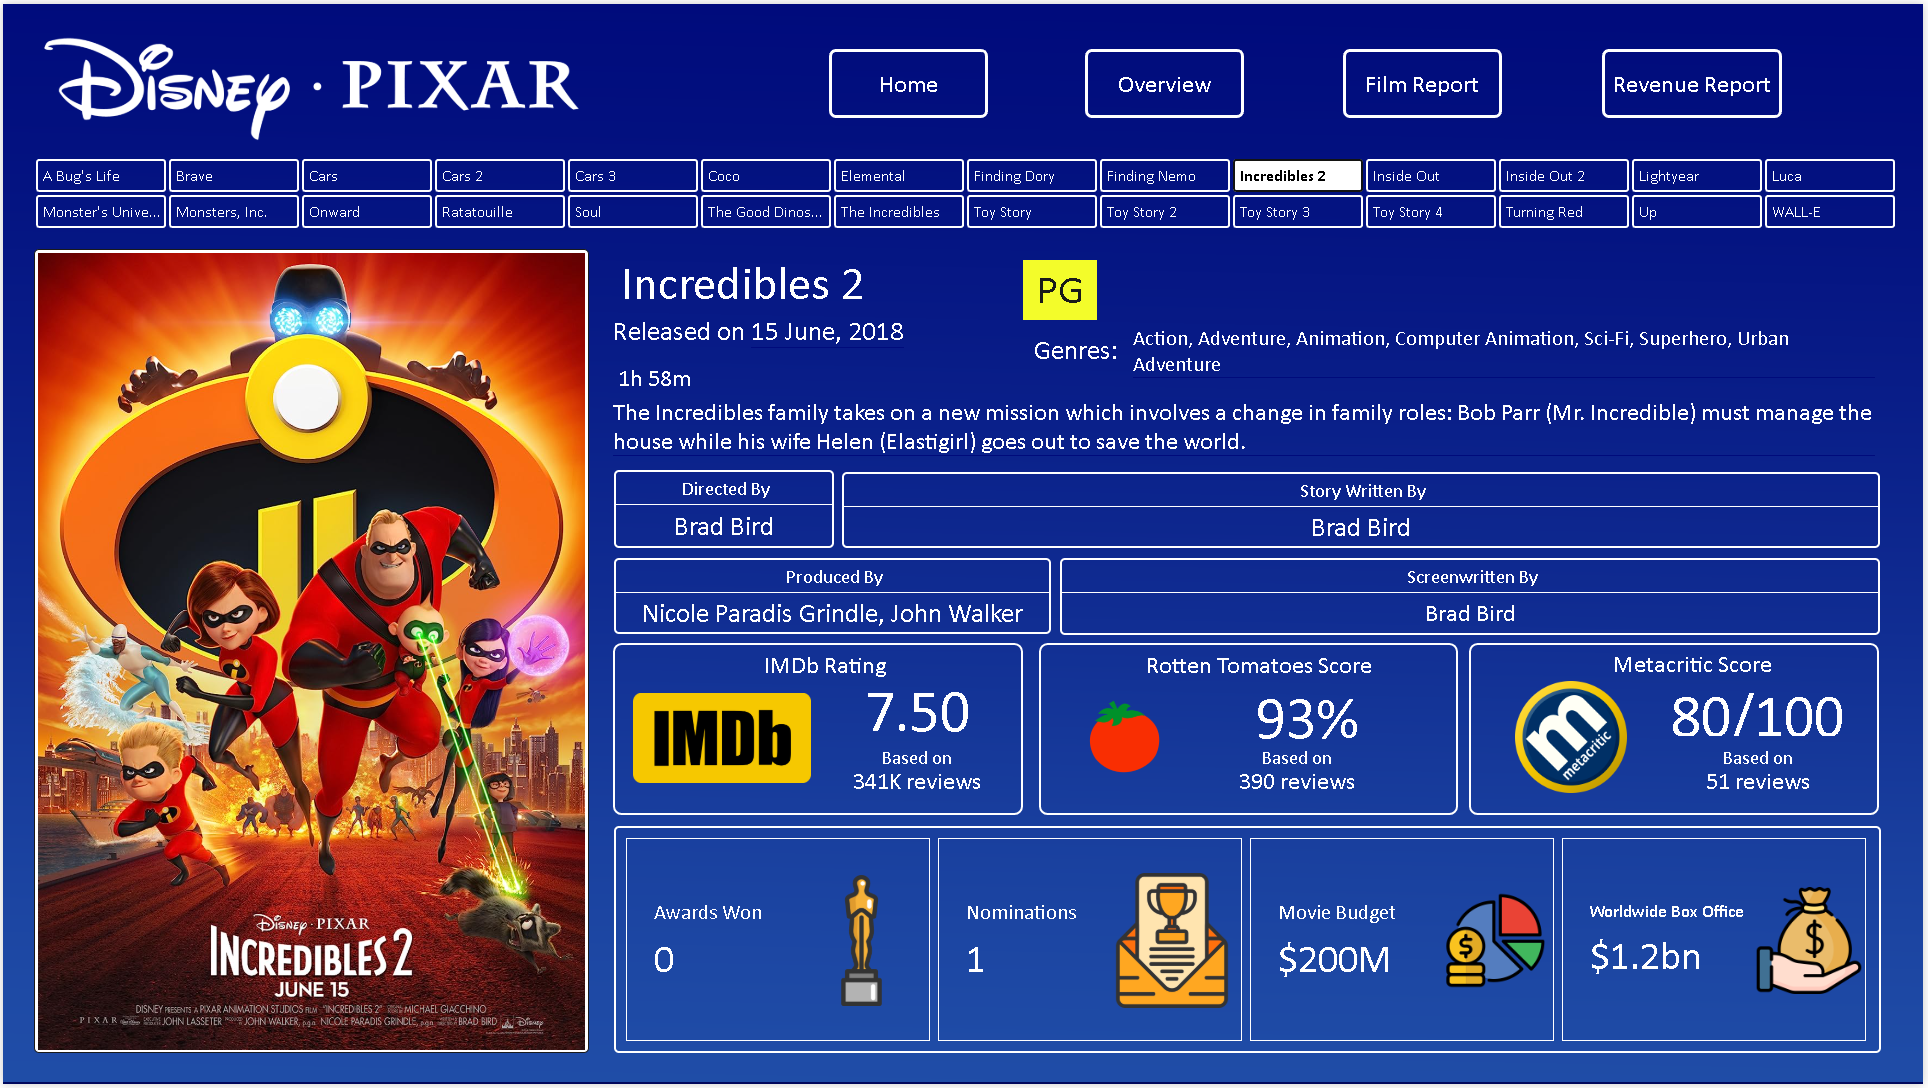 Disney · PIXAR
Home
Overview
Film Report
Revenue Report
A Bug's Life
Brave
Cars
Cars 2
Cars 3
Coco
Elemental
Finding Dory
Finding Nemo
Incredibles 2
Inside Out
Inside Out 2
Lightyear
Luca
Monster's Unive...
Monsters, Inc.
Onward
Ratatouille
Soul
The Good Dinos...
The Incredibles
Toy Story
Toy Story 2
Toy Story 3
Toy Story 4
Turning Red
Up
WALL-E
Incredibles 2
PG
Released on 15 June, 2018
Genres:
Action, Adventure, Animation, Computer Animation, Sci-Fi, Superhero, Urban
Adventure
1h 58m
The Incredibles family takes on a new mission which involves a change in family roles: Bob Parr (Mr. Incredible) must manage the
house while his wife Helen (Elastigirl) goes out to save the world.
Directed By
Brad Bird
Story Written By
Brad Bird
Produced By
Nicole Paradis Grindle, John Walker
Screenwritten By
Brad Bird
IMDb Rating
IMDb
7.50
Based on
341K reviews
Rotten Tomatoes Score
93%
Based on
390 reviews
Metacritic Score
m
metacritic
80/100
Based on
51 reviews
Awards Won
0
Nominations
1
Movie Budget
$200M
Worldwide Box Office
$1.2bn
Disney · PIXAR
INCREDIBLES 2
JUNE 15
DISNEY PRESENTS A PIXAR ANIMATION STUDIOS FILM "INCREDIBLES 2" MICHAEL GIACCHINO
PIXAR JOHN LASSETER JOHN WALKER, p.g.a. NICOLE PARADIS GRINDLE, p.g.a. BRAD BIRD Disney